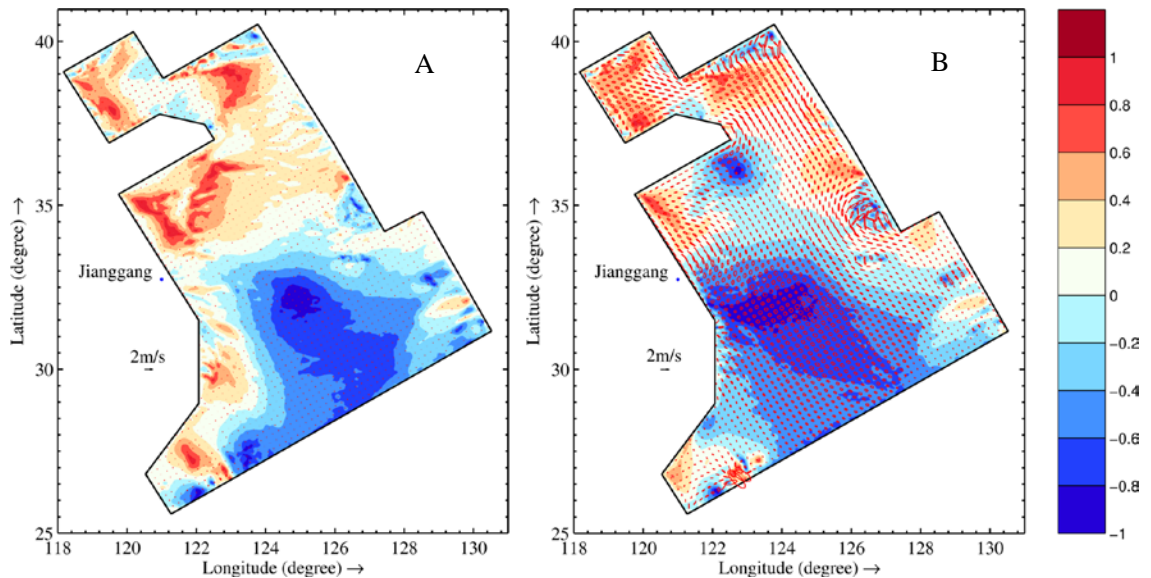 A
40
35
30
25
Latitude (degree) →
Jianggang
2m/s
118 120 122 124 126 128 130
Longitude (degree) →
B
40
35
30
25
Latitude (degree) →
Jianggang
2m/s
118 120 122 124 126 128 130
Longitude (degree) →
1
0.8
0.6
0.4
0.2
0
−0.2
−0.4
−0.6
−0.8
−1